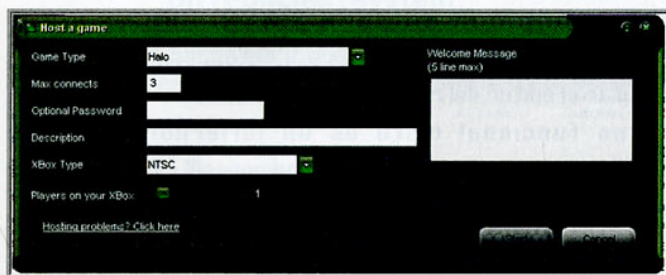 Host a game
Game Type
Halo
Welcome Message
(5 line max)
Max connects
3
Optional Password
Description
XBox Type
NTSC
Players on your XBox
1
Hosting problems? Click here
Cancel